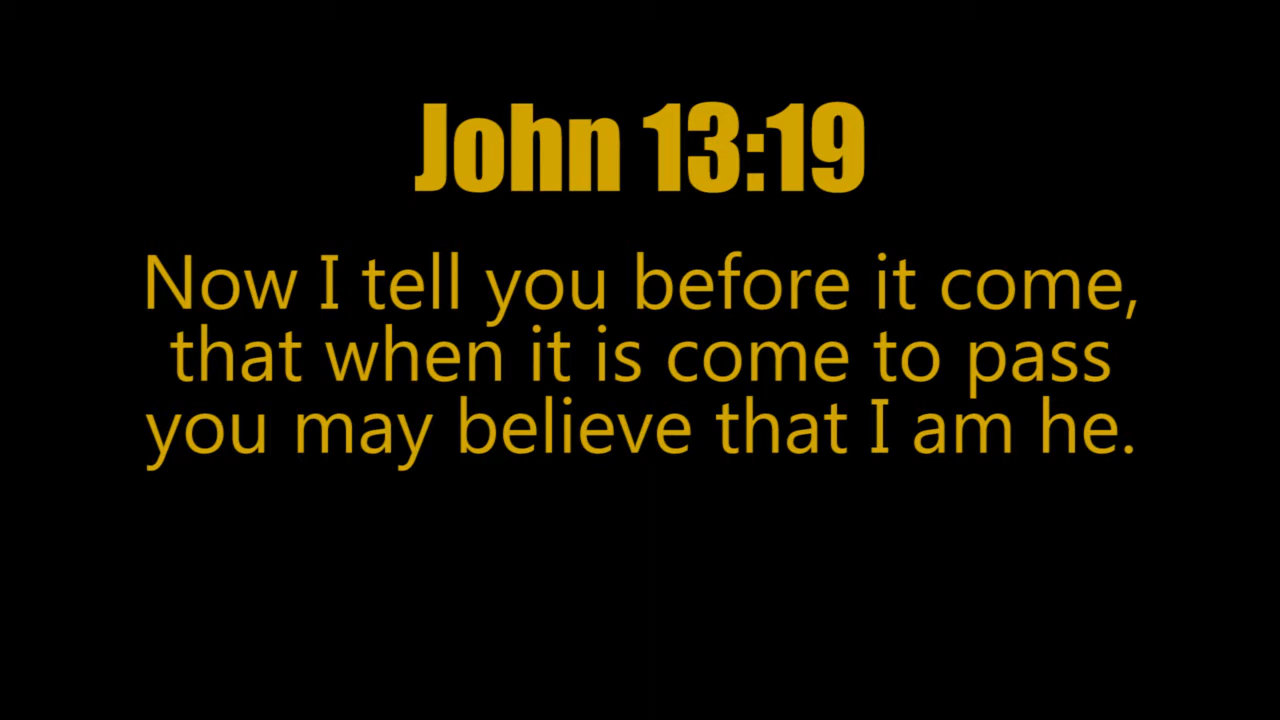 John 13:19
Now I tell you before it come,
that when it is come to pass
you may believe that I am he.